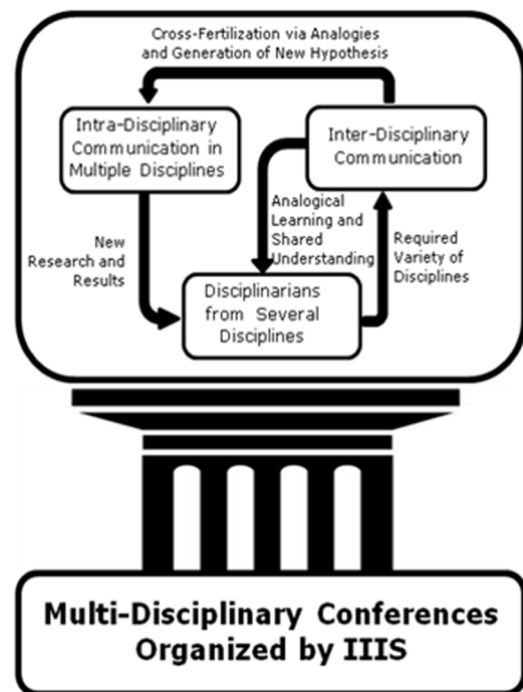 Cross-Fertilization via Analogies
and Generation of New Hypothesis
Intra-Disciplinary
Communication in
Multiple Disciplines
Inter-Disciplinary
Communication
Analogical
Learning and
Shared
Understanding
New
Research and
Results
Required
Variety of
Disciplines
Disciplinarians
from Several
Disciplines
Multi-Disciplinary Conferences
Organized by IIIS